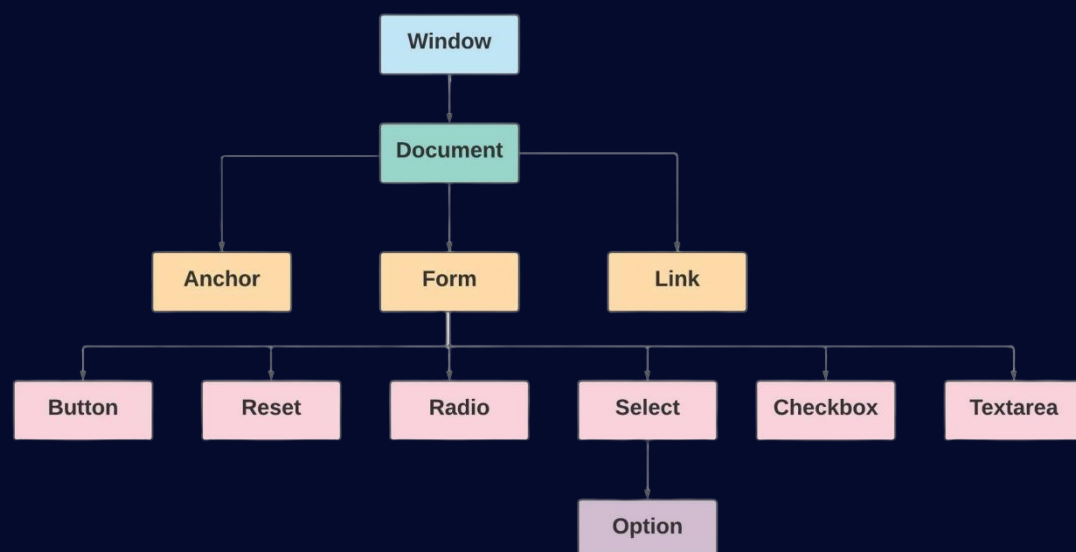 Window
Document
Anchor
Form
Link
Button
Reset
Radio
Select
Checkbox
Textarea
Option